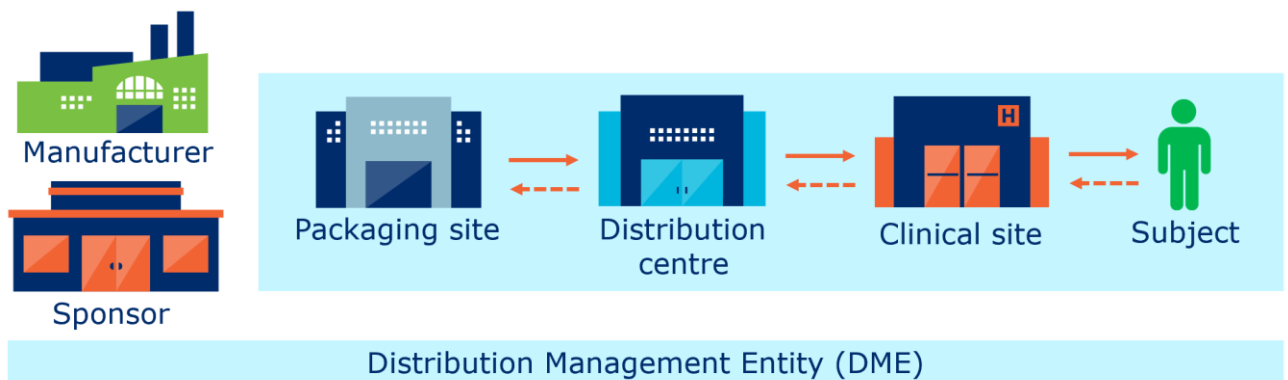 Manufacturer
Sponsor
Packaging site
Distribution
centre
H
Clinical site
Subject
Distribution Management Entity (DME)